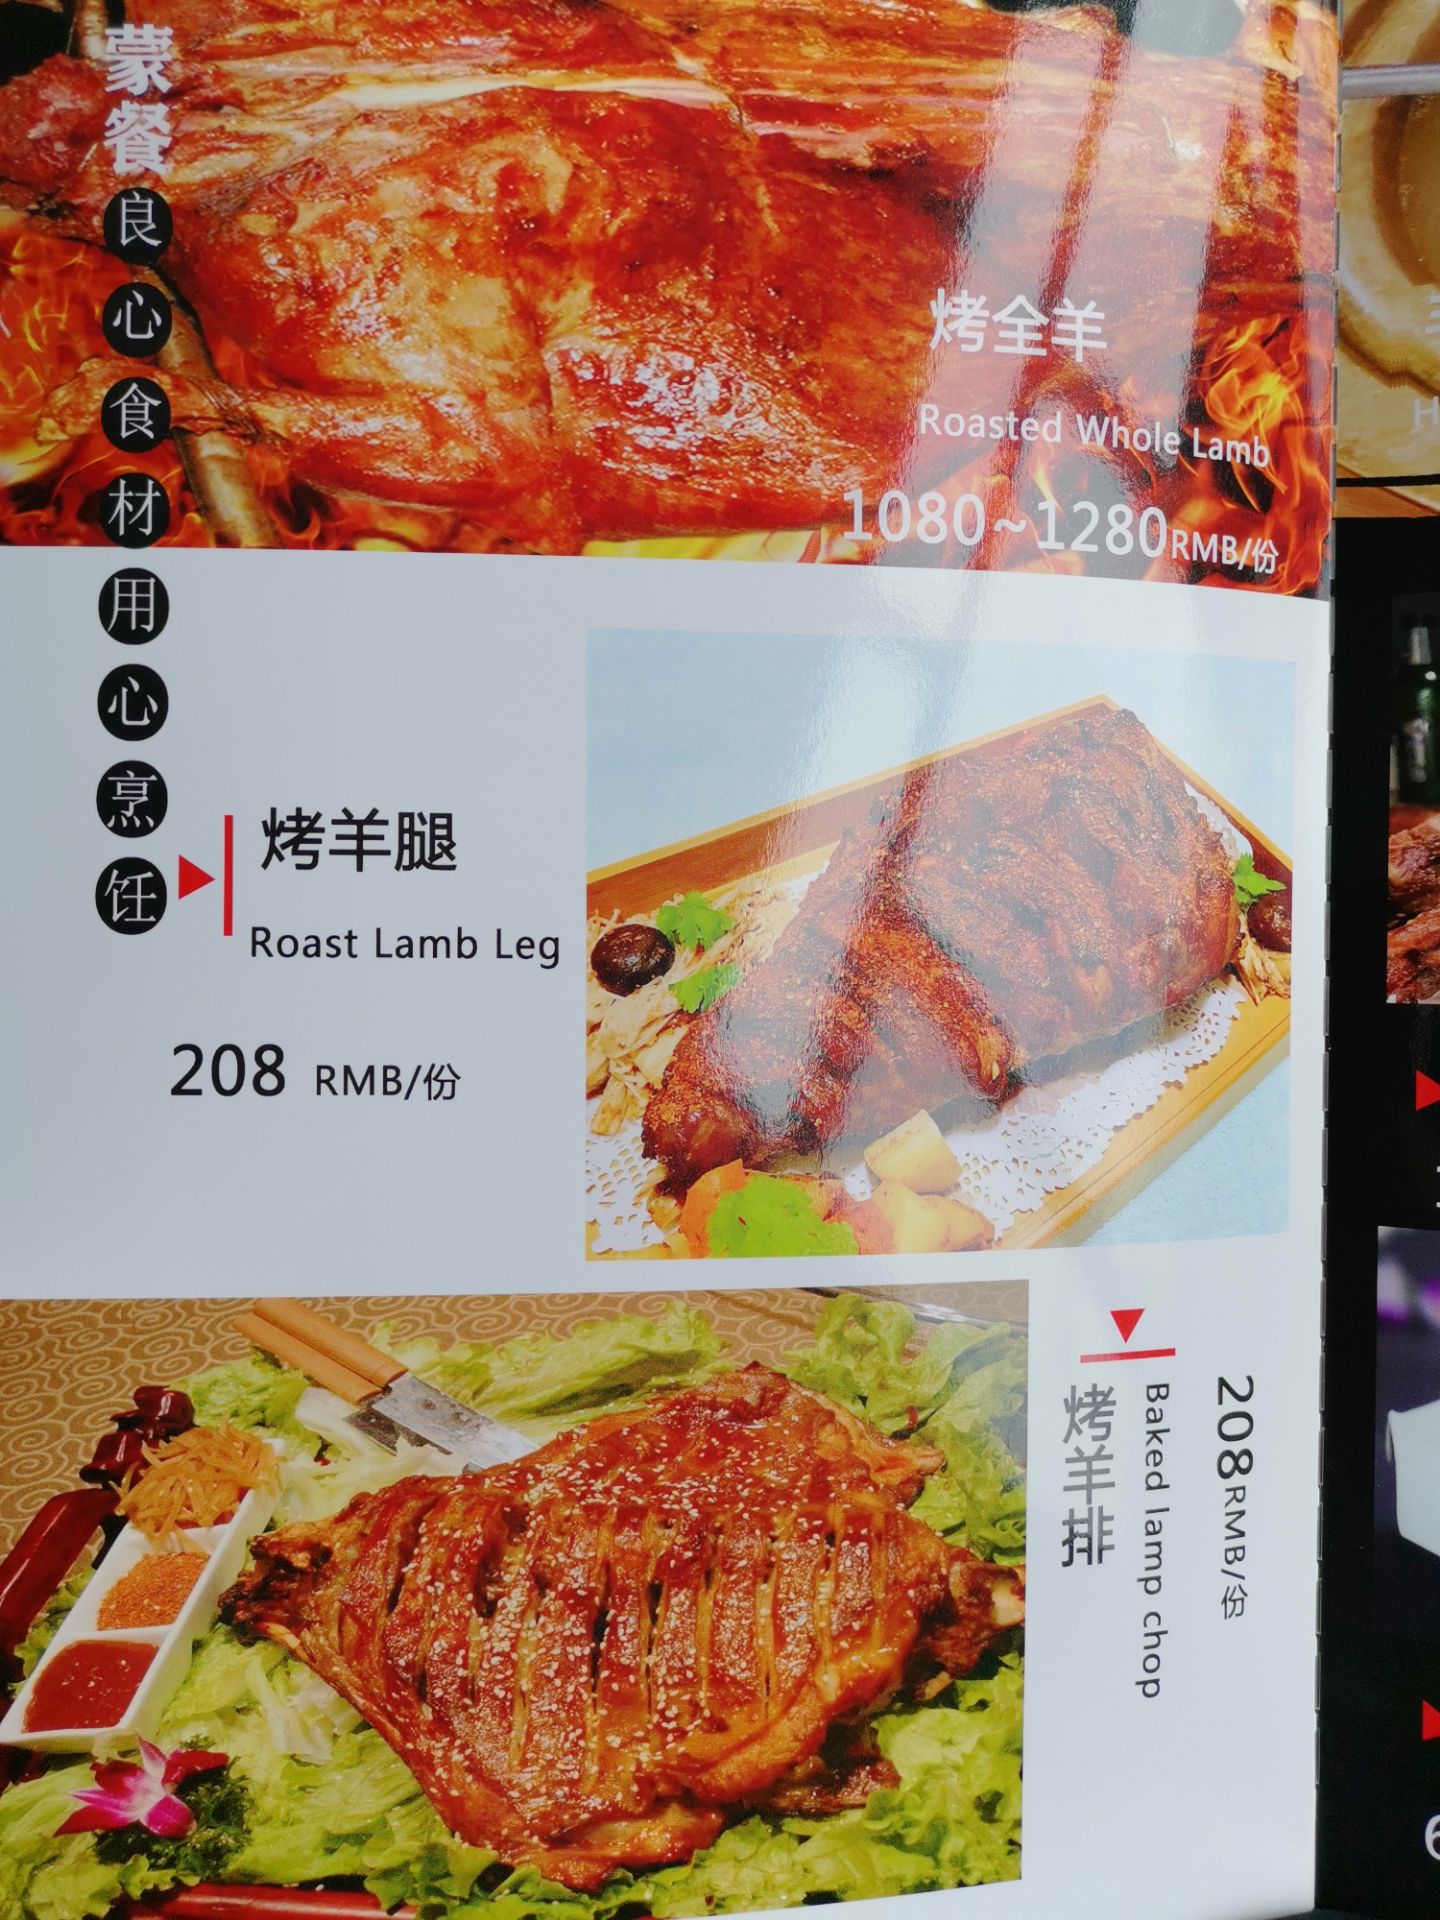 蒙餐
良心食材用心烹饪
烤全羊
Roasted Whole Lamb
1080~1280RMB/份
烤羊腿
Roast Lamb Leg
208 RMB/份
烤羊排
Baked lamp chop
208RMB/份